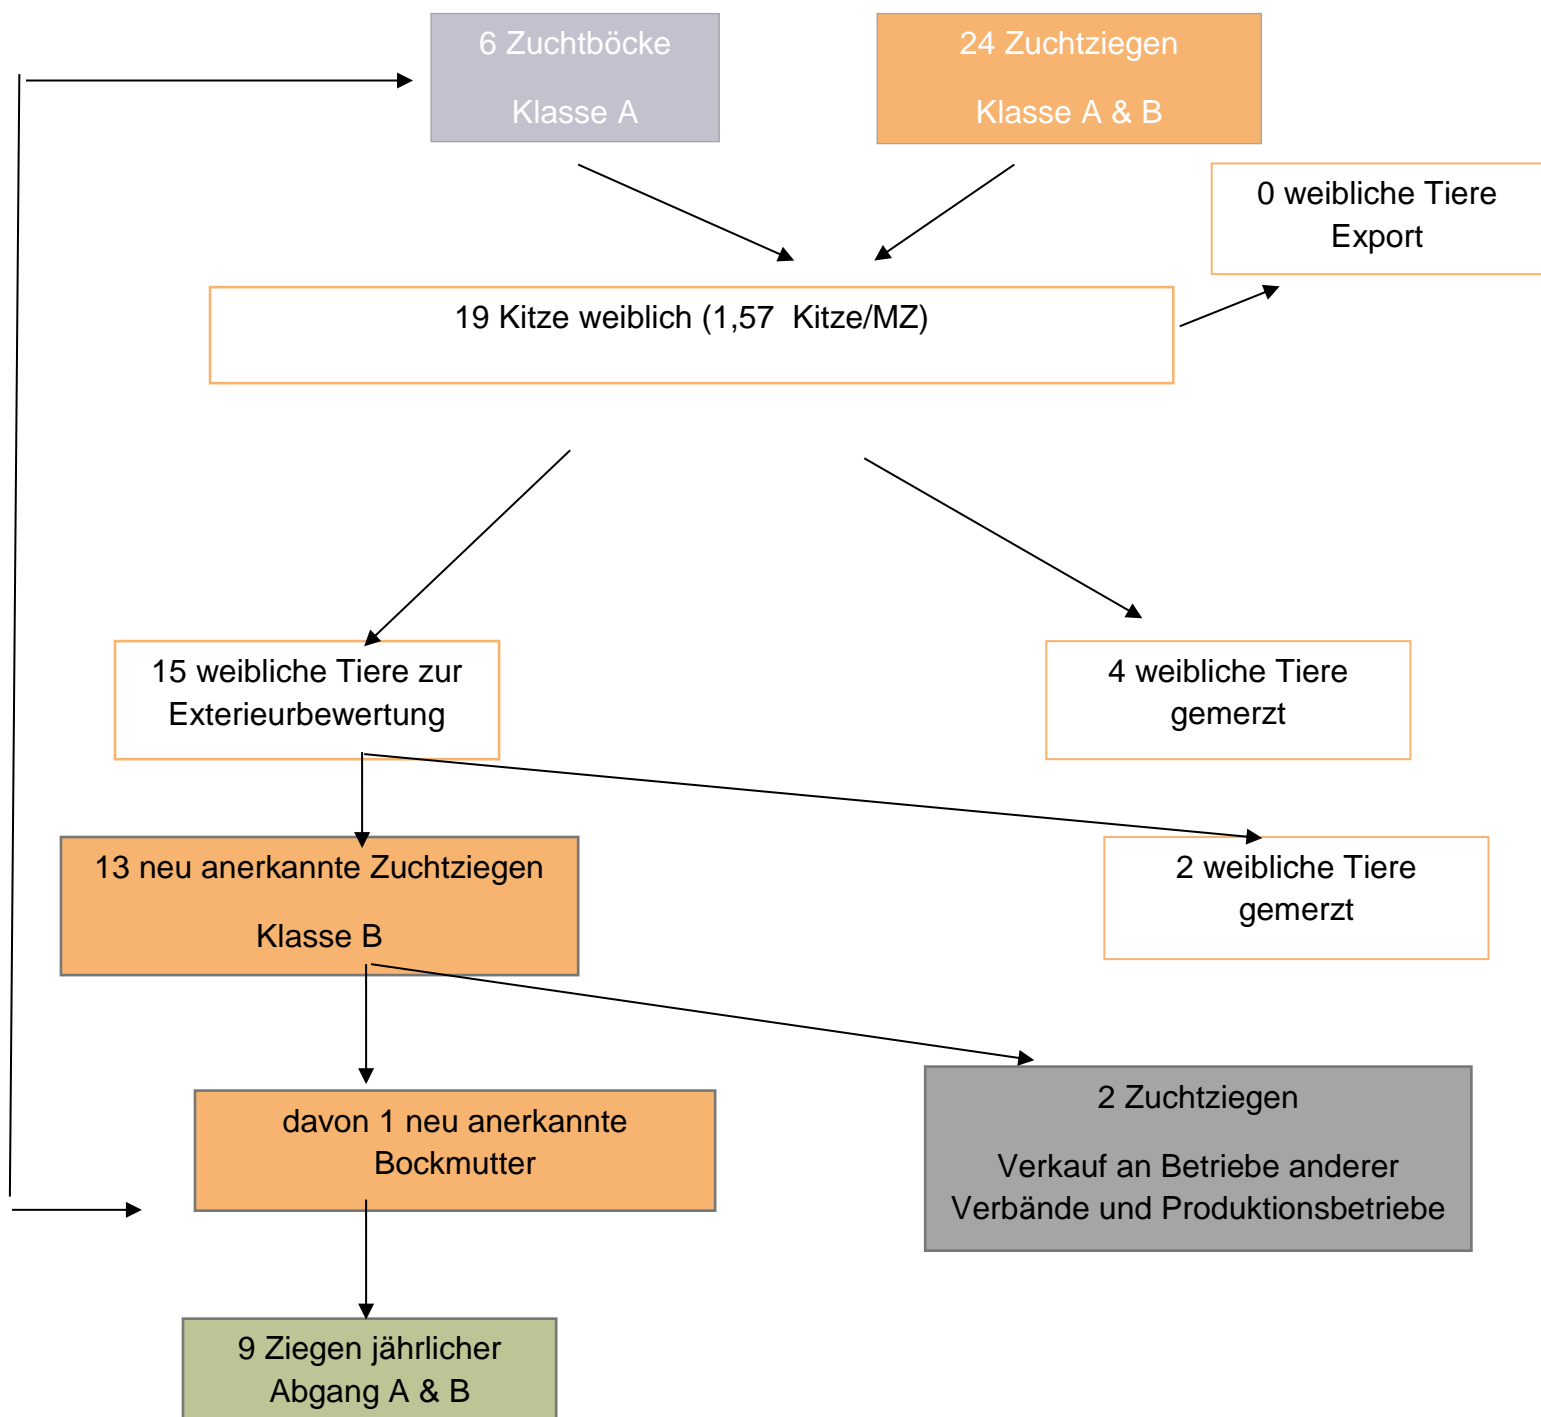 6 Zuchtböcke
Klasse A
24 Zuchtziegen
Klasse A & B
0 weibliche Tiere
Export
19 Kitze weiblich (1,57 Kitze/MZ)
15 weibliche Tiere zur
Exterieurbewertung
4 weibliche Tiere
gemerzt
13 neu anerkannte Zuchtziegen
Klasse B
2 weibliche Tiere
gemerzt
davon 1 neu anerkannte
Bockmutter
2 Zuchtziegen
Verkauf an Betriebe anderer
Verbände und Produktionsbetriebe
9 Ziegen jährlicher
Abgang A & B